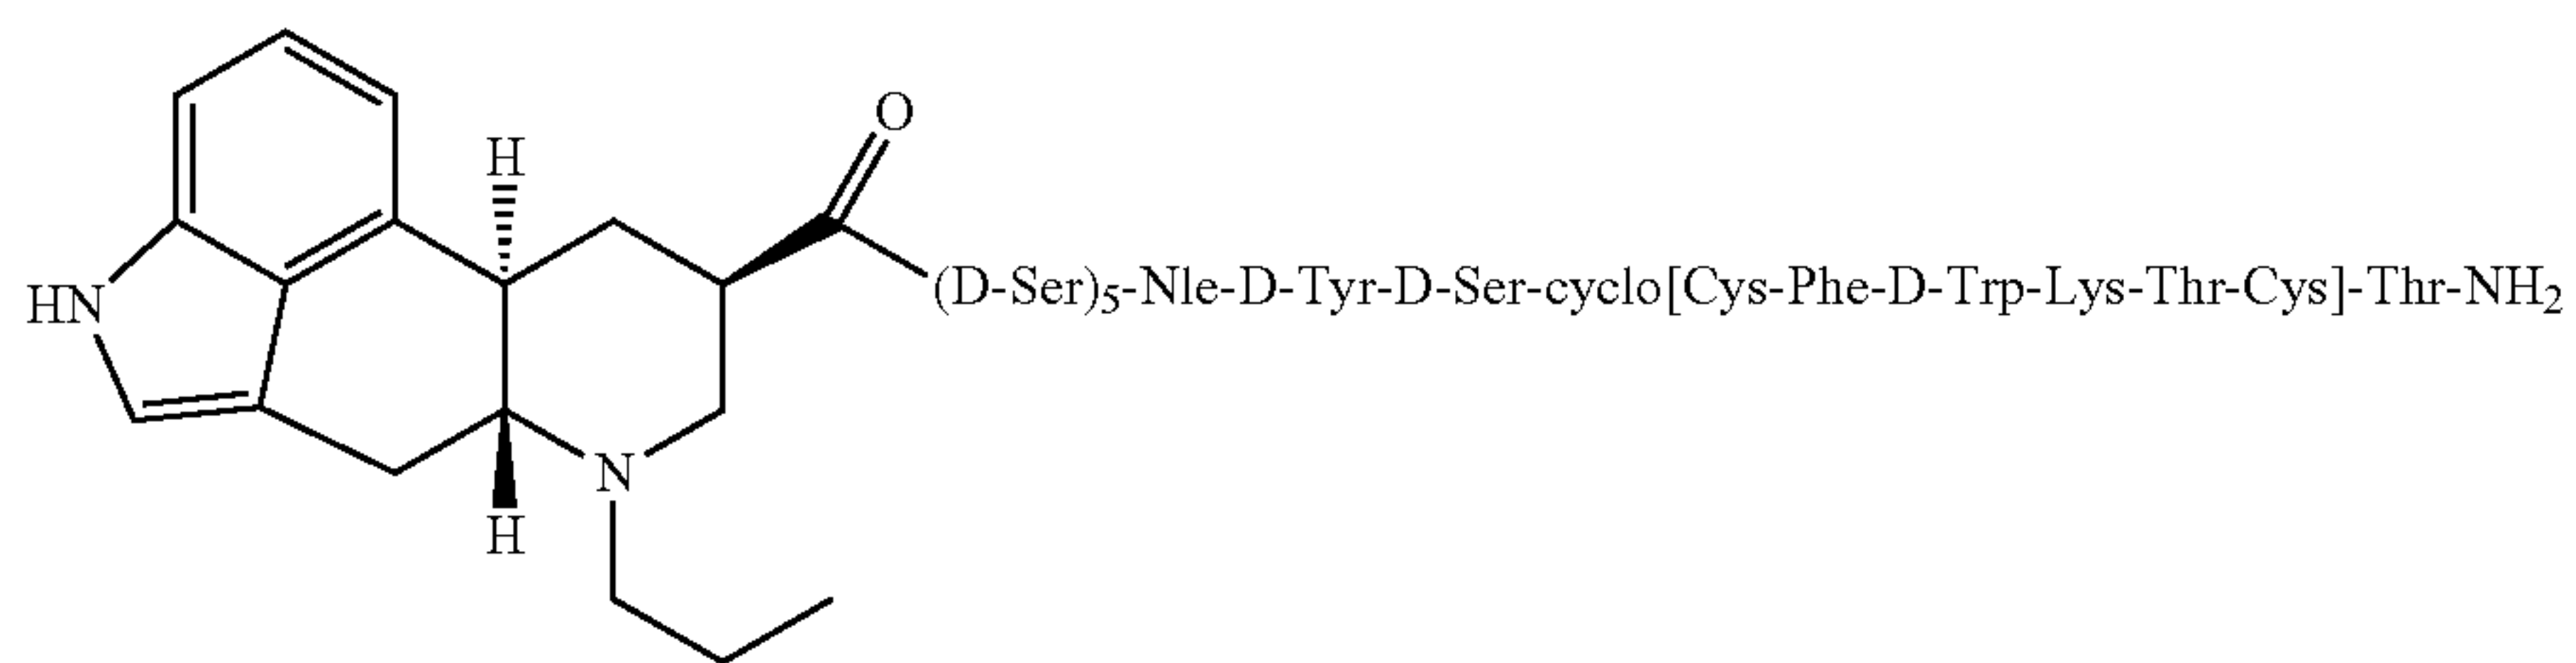 O
H
HN
(D-Ser)5-Nle-D-Tyr-D-Ser-cyclo[Cys-Phe-D-Trp-Lys-Thr-Cys]-Thr-NH2
N
H